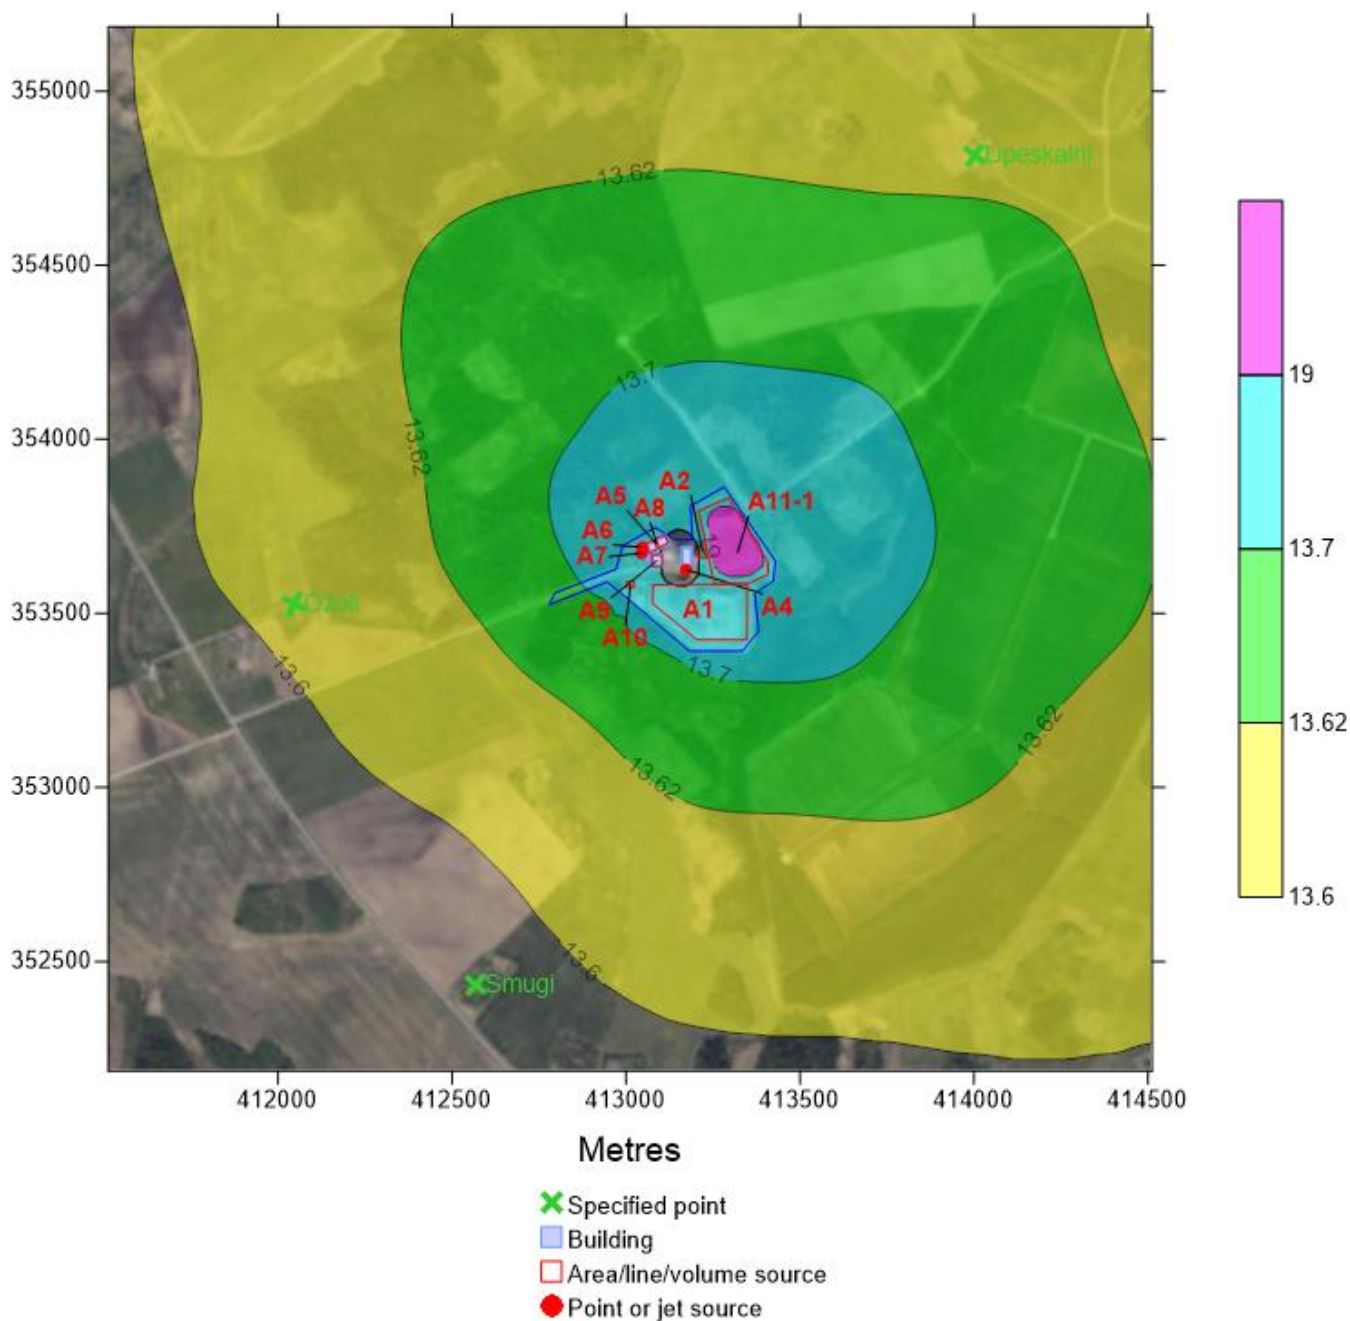 355000
13.62
Upeskalni
354500
13.7
354000
13.62
A2
A5
A8
A11-1
A6
A7
353500
Ozoli
A9
A1
A4
A10
13.7
13.6
13.62
353000
13.62
13.6
352500
Smugi
412000
412500
413000
413500
414000
414500
Metres
Specified point
Building
Area/line/volume source
Point or jet source
19
13.7
13.62
13.6